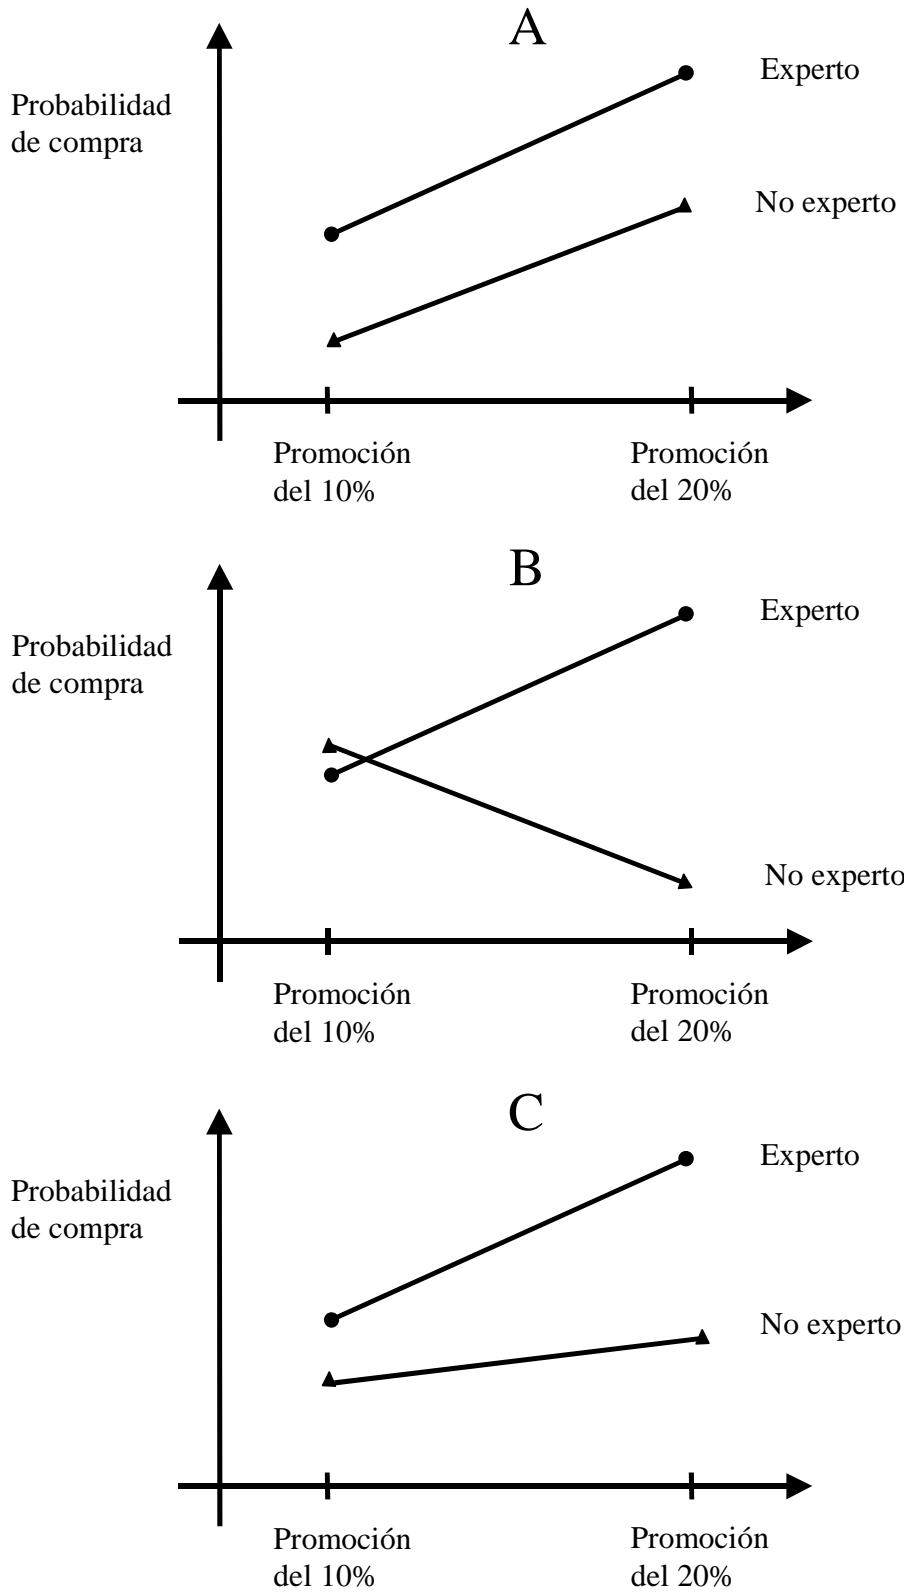 A
Experto
Probabilidad
de compra
No experto
Promoción
del 10%
Promoción
del 20%
B
Experto
Probabilidad
de compra
No experto
Promoción
del 10%
Promoción
del 20%
C
Experto
Probabilidad
de compra
No experto
Promoción
del 10%
Promoción
del 20%